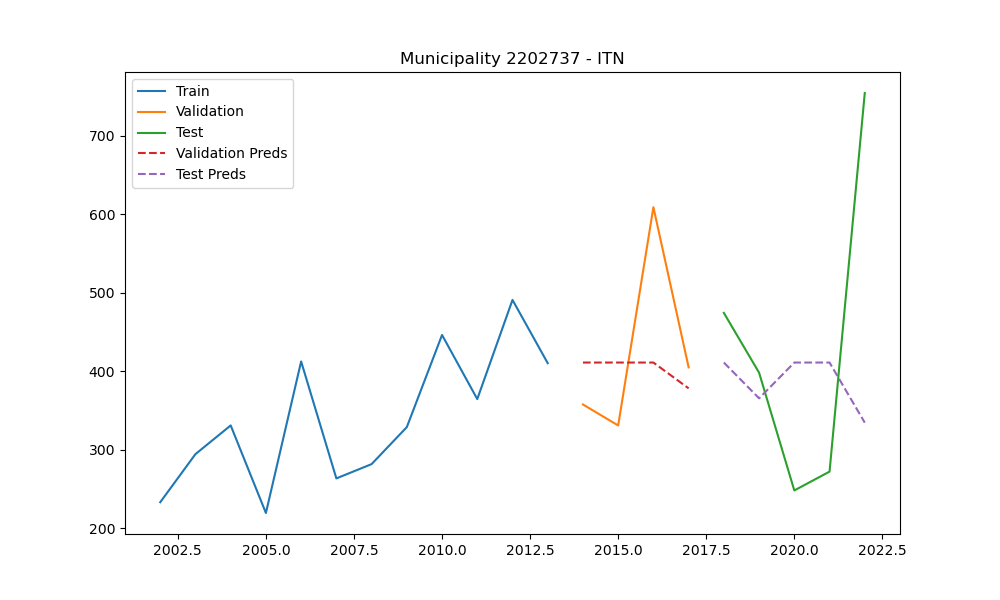 Municipality 2202737 - ITN
Train
Validation
Test
Validation Preds
Test Preds
700
600
500
400
300
200
2002.5 2005.0 2007.5 2010.0 2012.5 2015.0 2017.5 2020.0 2022.5